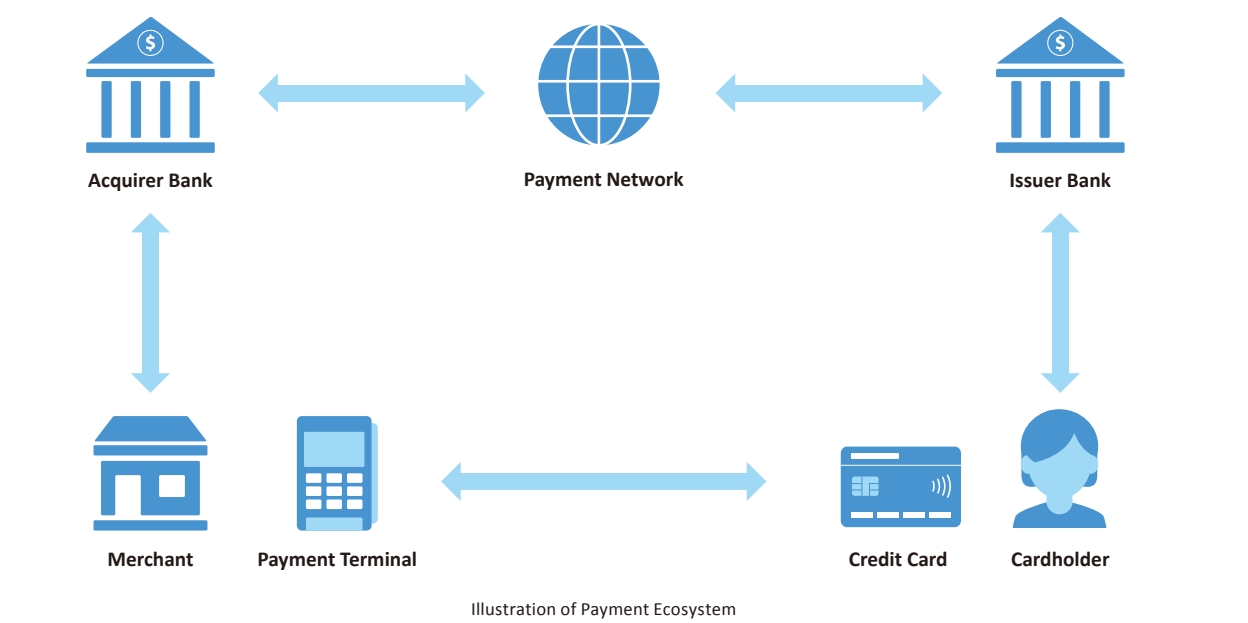 $
$
Acquirer Bank
Payment Network
Issuer Bank
Merchant
Payment Terminal
Credit Card
Cardholder
Illustration of Payment Ecosystem